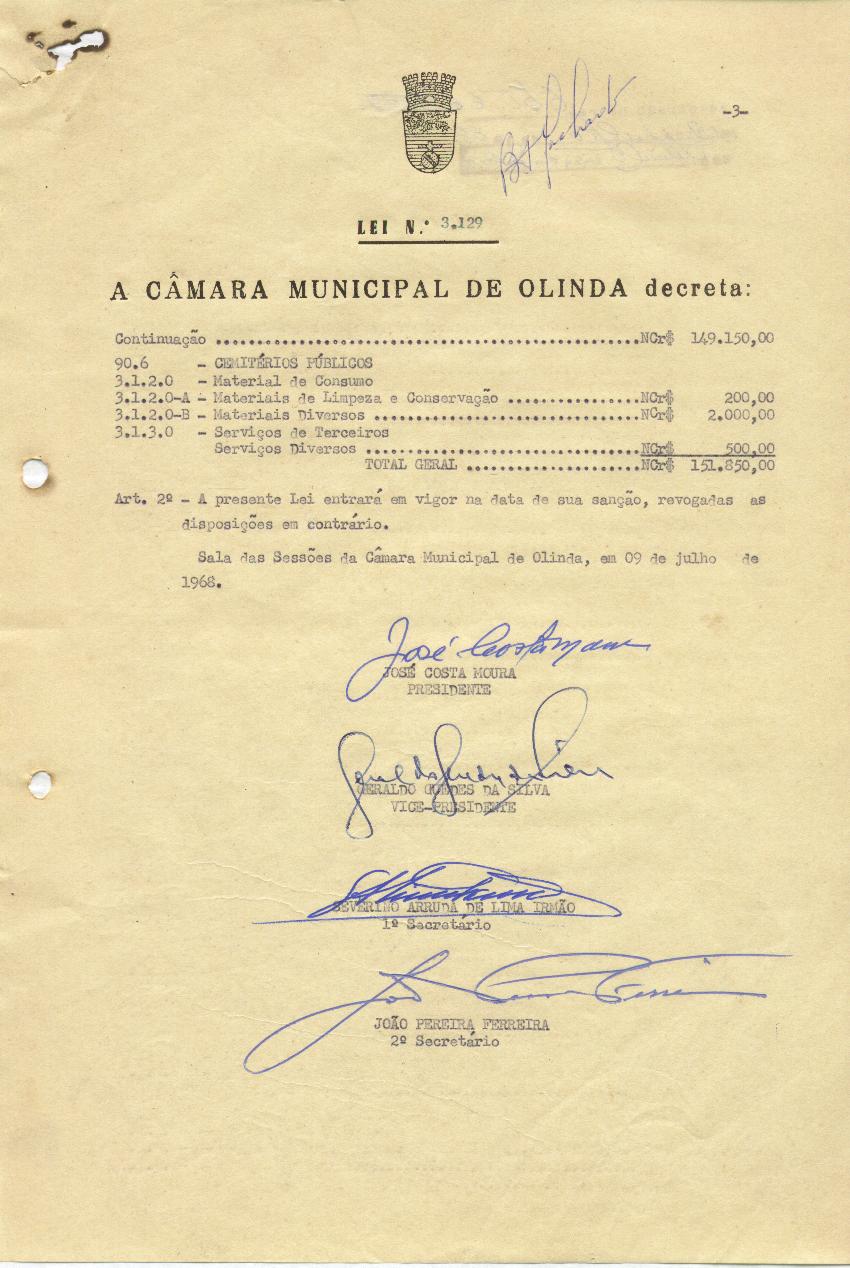 -3-
LEI N.º 3.129
A CÂMARA MUNICIPAL DE OLINDA decreta:
Continuação ....................................................NCr$ 149.150,00
90.6 - CEMITÉRIOS PÚBLICOS
3.1.2.0 - Material de Consumo
3.1.2.0-A - Materiais de Limpeza e Conservação ................NCr$ 200,00
3.1.2.0-B - Materiais Diversos ................................NCr$ 2.000,00
3.1.3.0 - Serviços de Terceiros
Serviços Diversos .................................NCr$ 500,00
TOTAL GERAL .....................NCr$ 151.850,00
Art. 2º - A presente Lei entrará em vigor na data de sua sanção, revogadas as
disposições em contrário.
Sala das Sessões da Câmara Municipal de Olinda, em 09 de julho de
1968.
José Costa Moura
JOSÉ COSTA MOURA
PRESIDENTE
GERALDO GUEDES DA SILVA
VICE-PRESIDENTE
SEVERINO ARRUDA DE LIMA IRMÃO
1º Secretário
JOÃO PEREIRA FERREIRA
2º Secretário